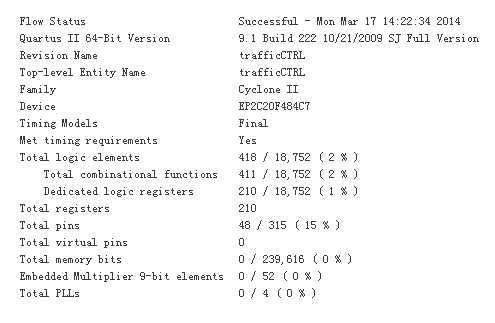 Flow Status Successful - Mon Mar 17 14:22:34 2014
Quartus II 64-Bit Version 9.1 Build 222 10/21/2009 SJ Full Version
Revision Name trafficCTRL
Top-level Entity Name trafficCTRL
Family Cyclone II
Device EP2C20F484C7
Timing Models Final
Met timing requirements Yes
Total logic elements 418 / 18,752 ( 2 % )
Total combinational functions 411 / 18,752 ( 2 % )
Dedicated logic registers 210 / 18,752 ( 1 % )
Total registers 210
Total pins 48 / 315 ( 15 % )
Total virtual pins 0
Total memory bits 0 / 239,616 ( 0 % )
Embedded Multiplier 9-bit elements 0 / 52 ( 0 % )
Total PLLs 0 / 4 ( 0 % )